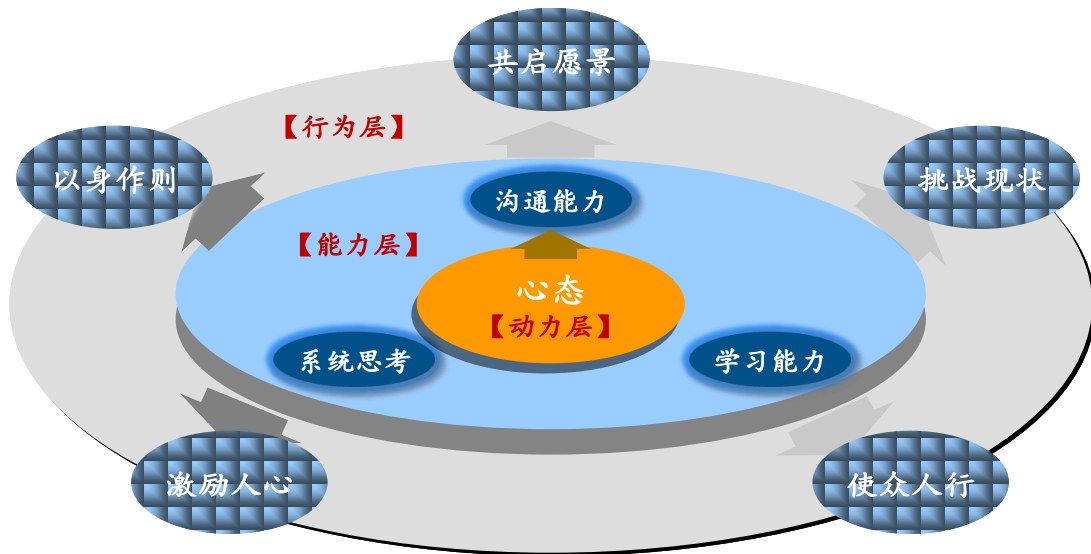 共启愿景
【行为层】
以身作则
挑战现状
沟通能力
【能力层】
心态
【动力层】
系统思考
学习能力
激励人心
使众人行